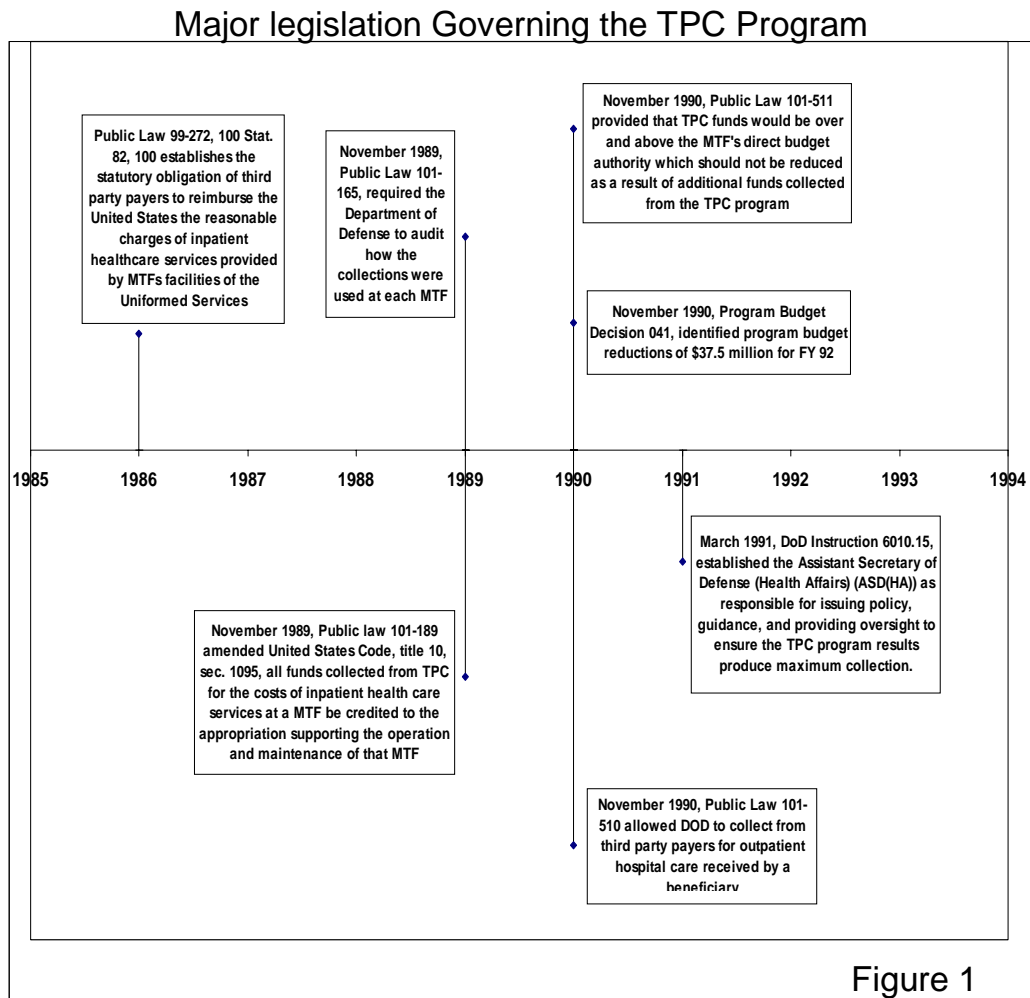 Major legislation Governing the TPC Program
Public Law 99-272, 100 Stat.
82, 100 establishes the
statutory obligation of third
party payers to reimburse the
United States the reasonable
charges of inpatient
healthcare services provided
by MTFs facilities of the
Uniformed Services
November 1989,
Public Law 101-
165, required the
Department of
Defense to audit
how the
collections were
used at each MTF
November 1990, Public Law 101-511
provided that TPC funds would be over
and above the MTF's direct budget
authority which should not be reduced
as a result of additional funds collected
from the TPC program
November 1990, Program Budget
Decision 041, identified program budget
reductions of $37.5 million for FY 92
1985 1986 1987 1988 1989 1990 1991 1992 1993 1994
November 1989, Public law 101-189
amended United States Code, title 10,
sec. 1095, all funds collected from TPC
for the costs of inpatient health care
services at a MTF be credited to the
appropriation supporting the operation
and maintenance of that MTF
March 1991, DoD Instruction 6010.15,
established the Assistant Secretary of
Defense (Health Affairs) (ASD(HA)) as
responsible for issuing policy,
guidance, and providing oversight to
ensure the TPC program results
produce maximum collection.
November 1990, Public Law 101-
510 allowed DOD to collect from
third party payers for outpatient
hospital care received by a
beneficiary
Figure 1